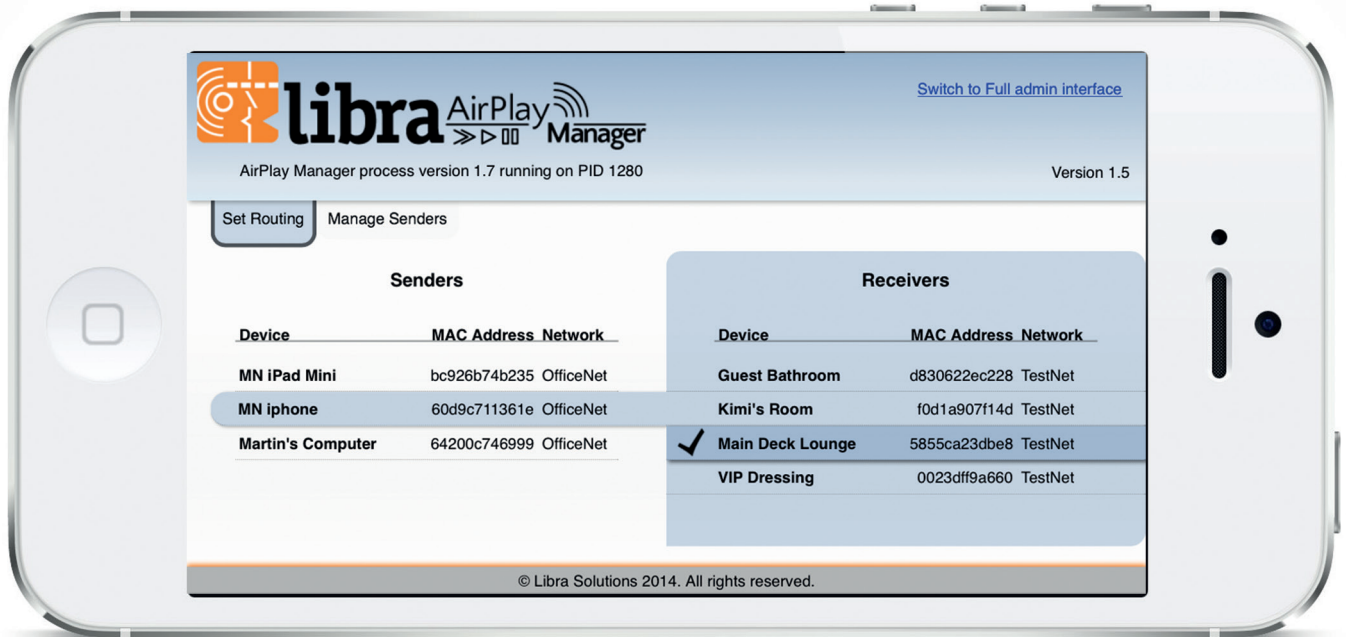 libra AirPlay Manager
Switch to Full admin interface
AirPlay Manager process version 1.7 running on PID 1280
Version 1.5
Set Routing Manage Senders
Senders
Device MAC Address Network
MN iPad Mini bc926b74b235 OfficeNet
MN iphone 60d9c711361e OfficeNet
Martin's Computer 64200c746999 OfficeNet
Receivers
Device MAC Address Network
Guest Bathroom d830622ec228 TestNet
Kimi's Room f0d1a907f14d TestNet
Main Deck Lounge 5855ca23dbe8 TestNet
VIP Dressing 0023dff9a660 TestNet
© Libra Solutions 2014. All rights reserved.